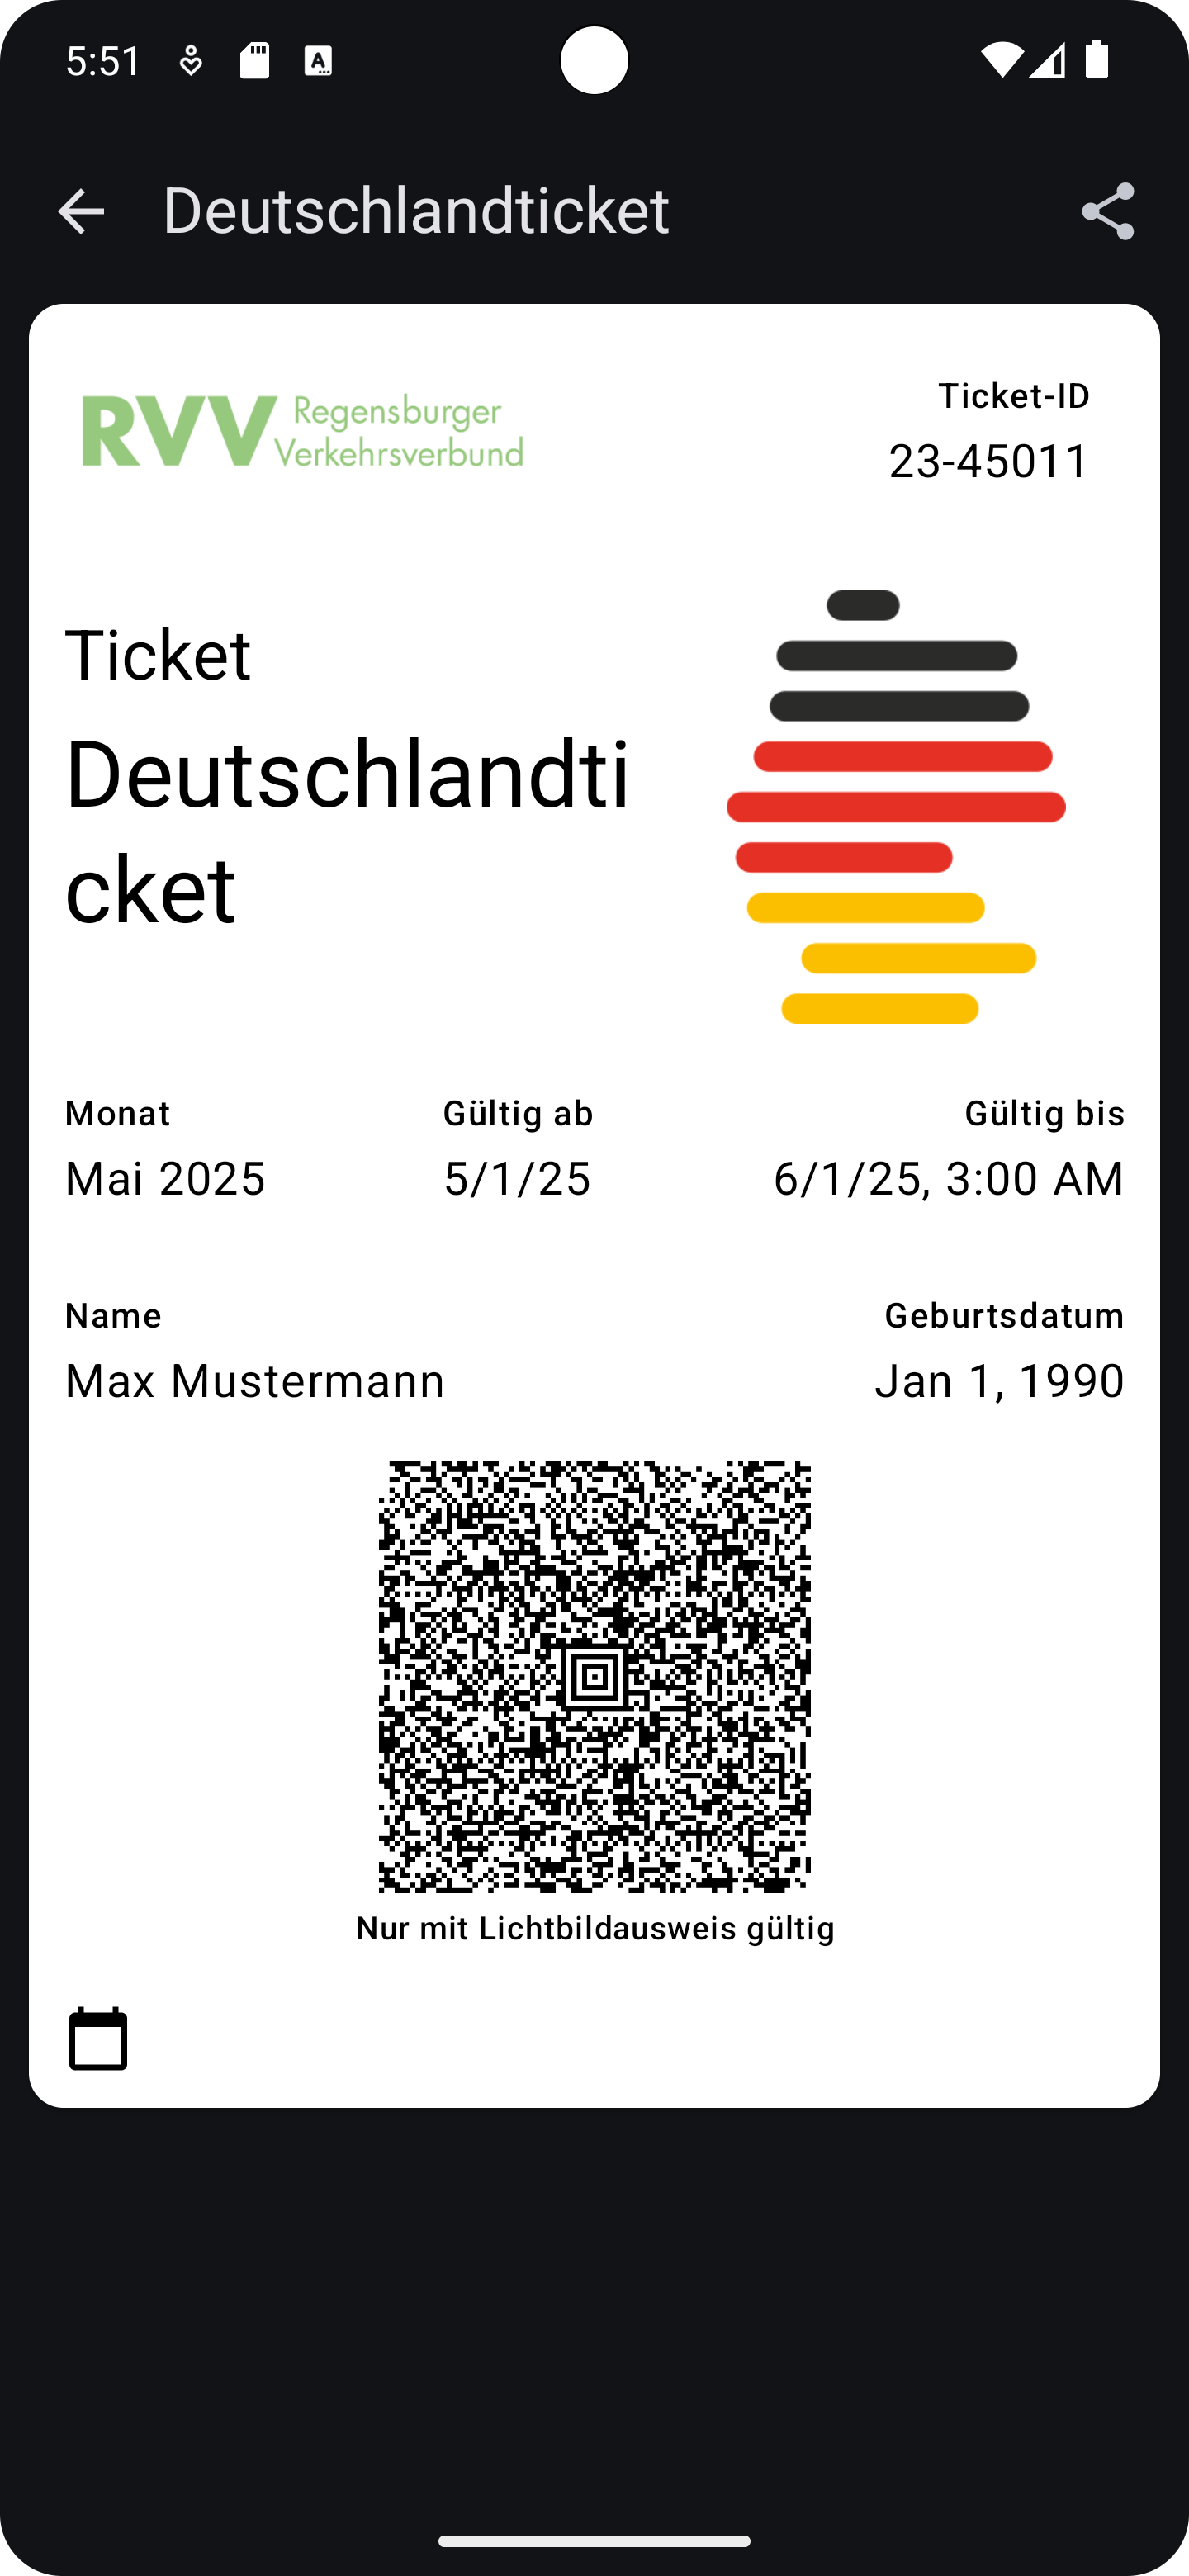 5:51
Deutschlandticket
RVV Regensburger
Verkehrsverbund
Ticket-ID
23-45011
Ticket
Deutschlandti
cket
Monat
Gültig ab
Gültig bis
Mai 2025
5/1/25
6/1/25, 3:00 AM
Name
Geburtsdatum
Max Mustermann
Jan 1, 1990
Nur mit Lichtbildausweis gültig